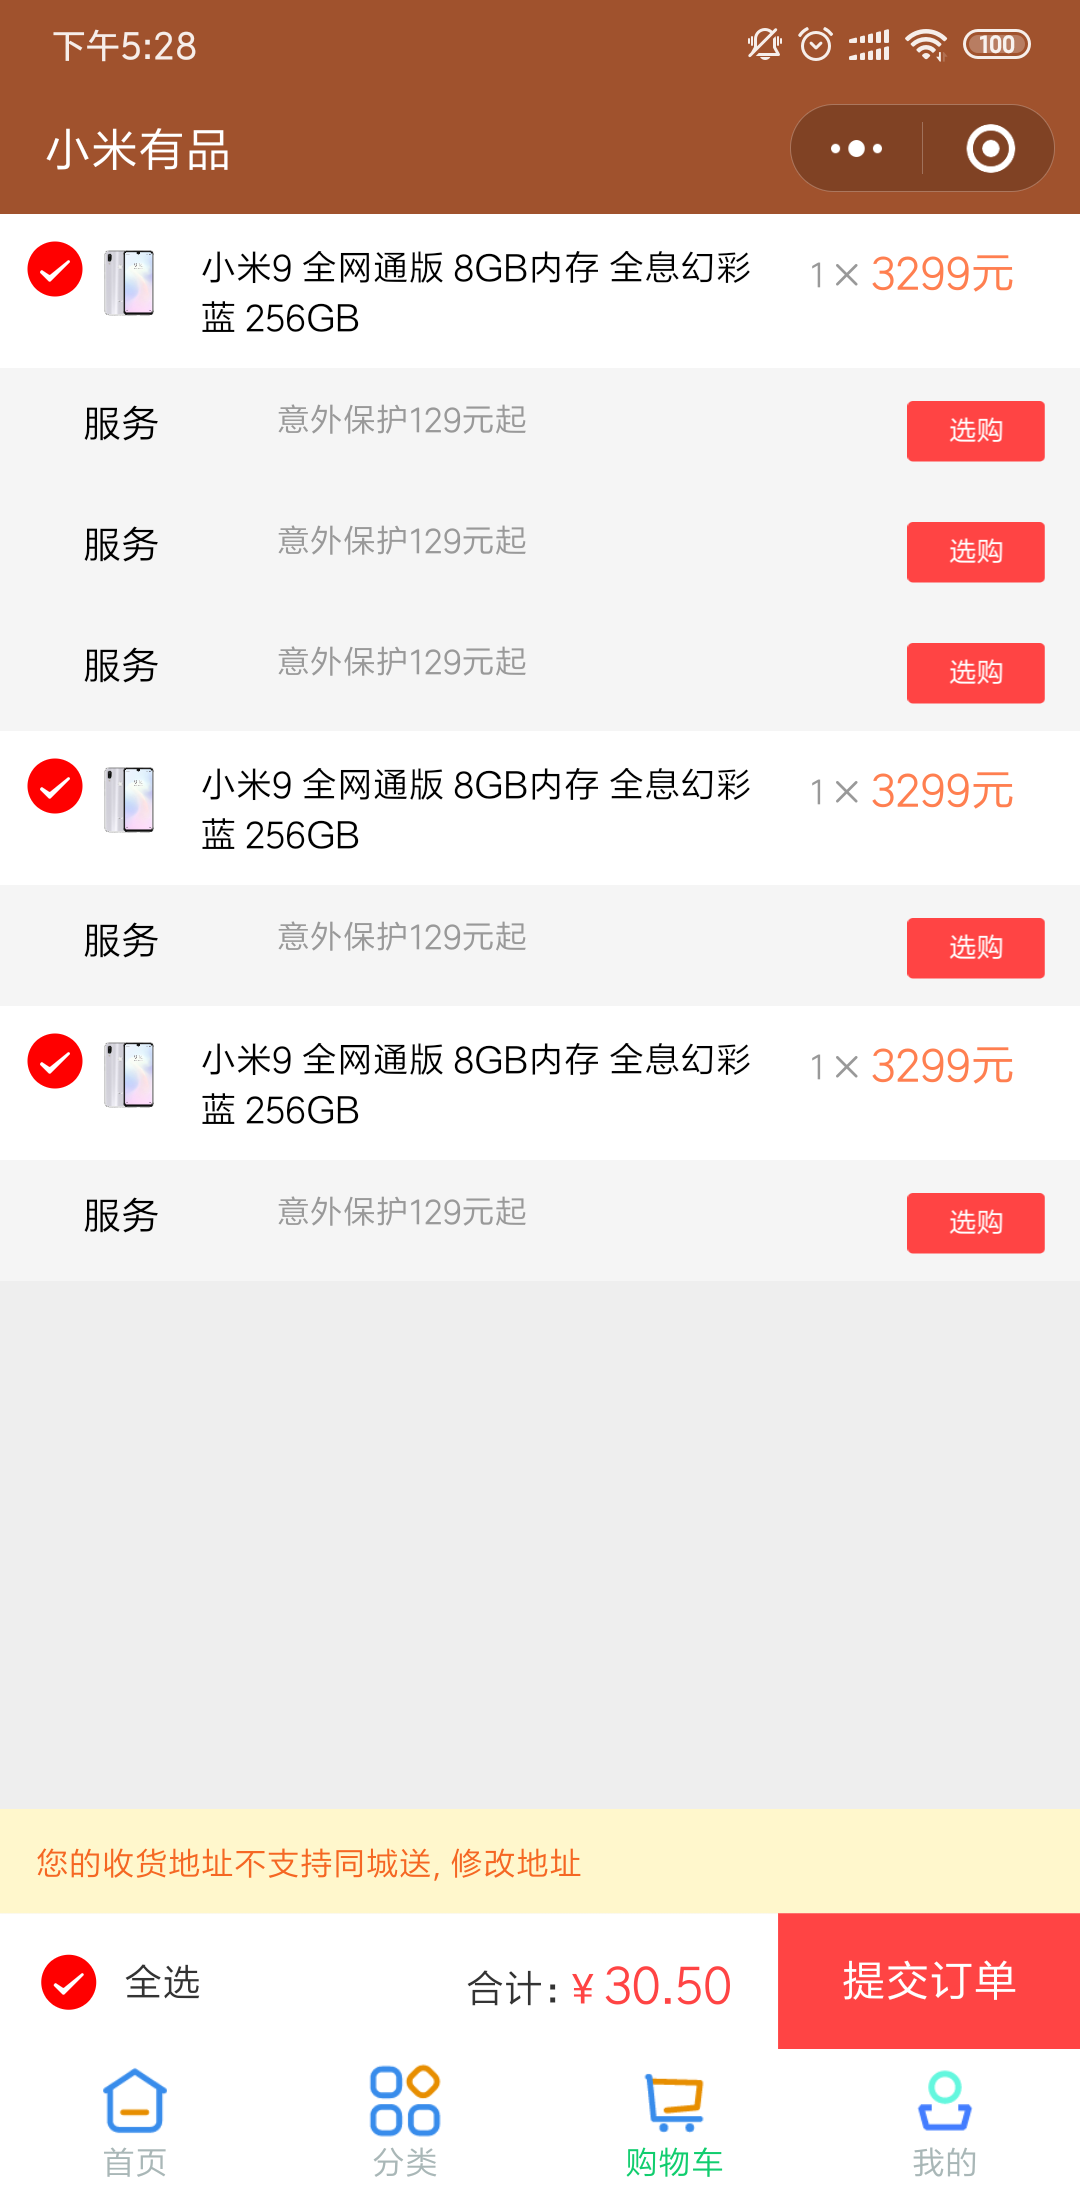 下午5:28
100
小米有品
小米9 全网通版 8GB内存 全息幻彩
蓝 256GB
1 × 3299元
服务 意外保护129元起 选购
服务 意外保护129元起 选购
服务 意外保护129元起 选购
小米9 全网通版 8GB内存 全息幻彩
蓝 256GB
1 × 3299元
服务 意外保护129元起 选购
小米9 全网通版 8GB内存 全息幻彩
蓝 256GB
1 × 3299元
服务 意外保护129元起 选购
您的收货地址不支持同城送, 修改地址
全选 合计: ¥ 30.50 提交订单
首页 分类 购物车 我的